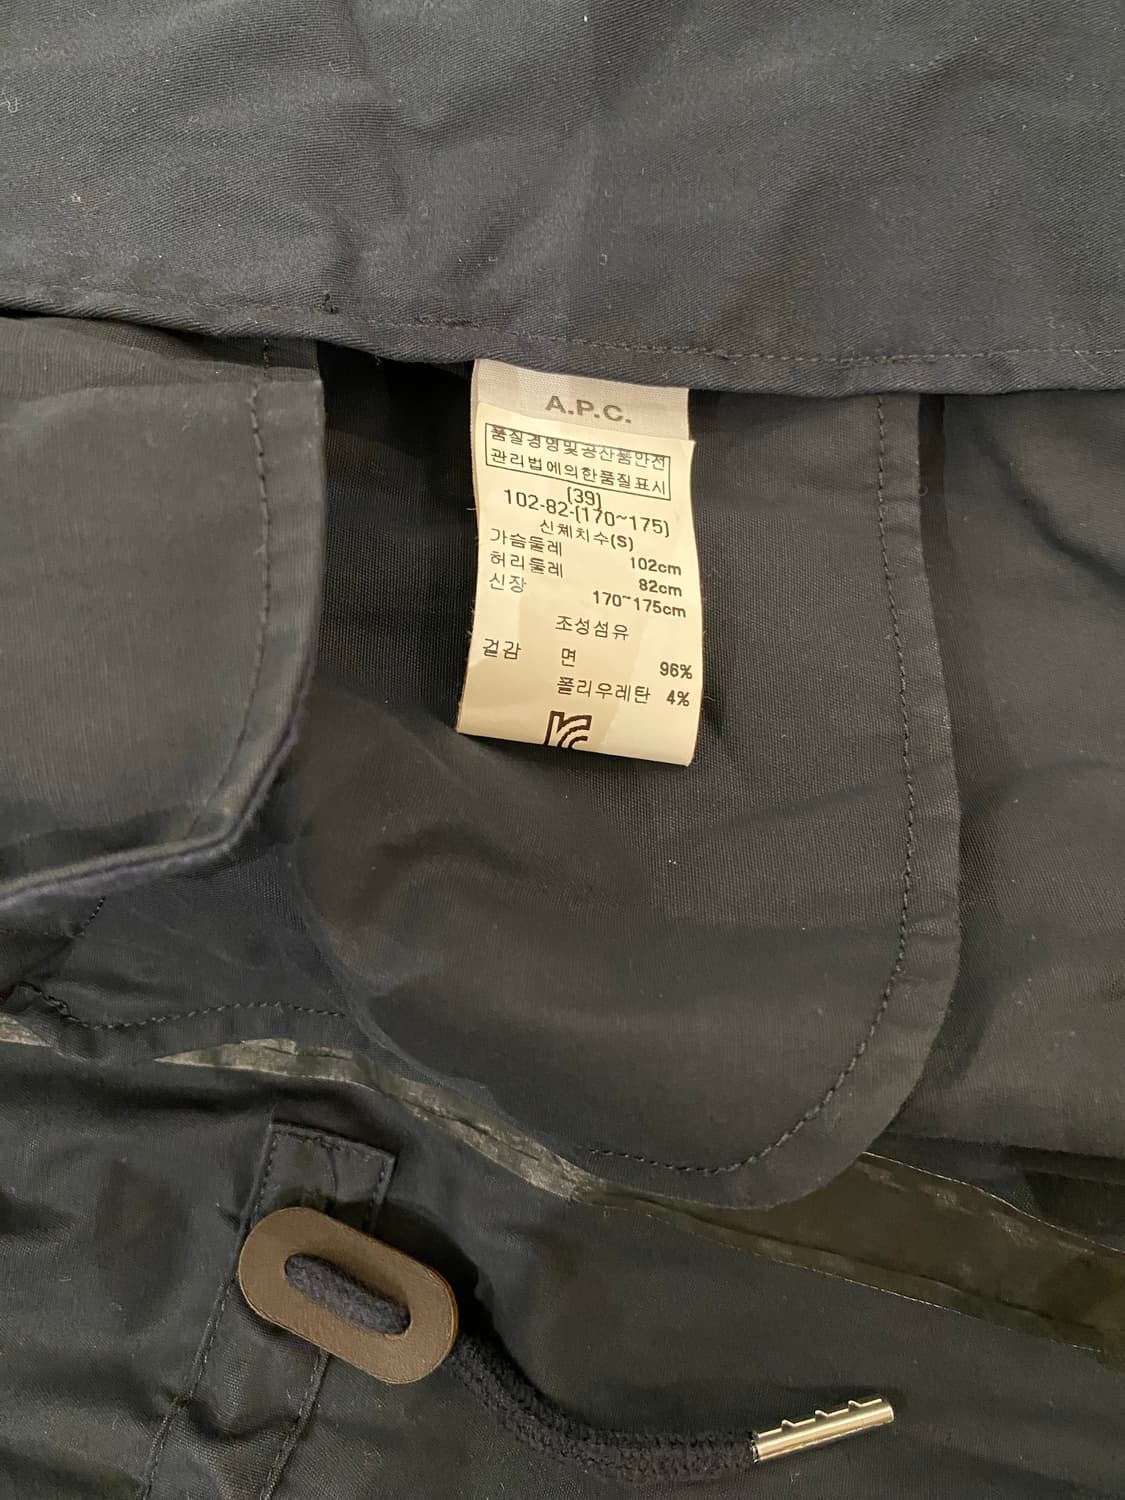 A.P.C.
품질경영및공산품안전
관리법에의한품질표시
(39)
102-82-(170~175)
신체치수(S)
가슴둘레 102cm
허리둘레 82cm
신장 170~175cm
조성섬유
겉감 면 96%
폴리우레탄 4%